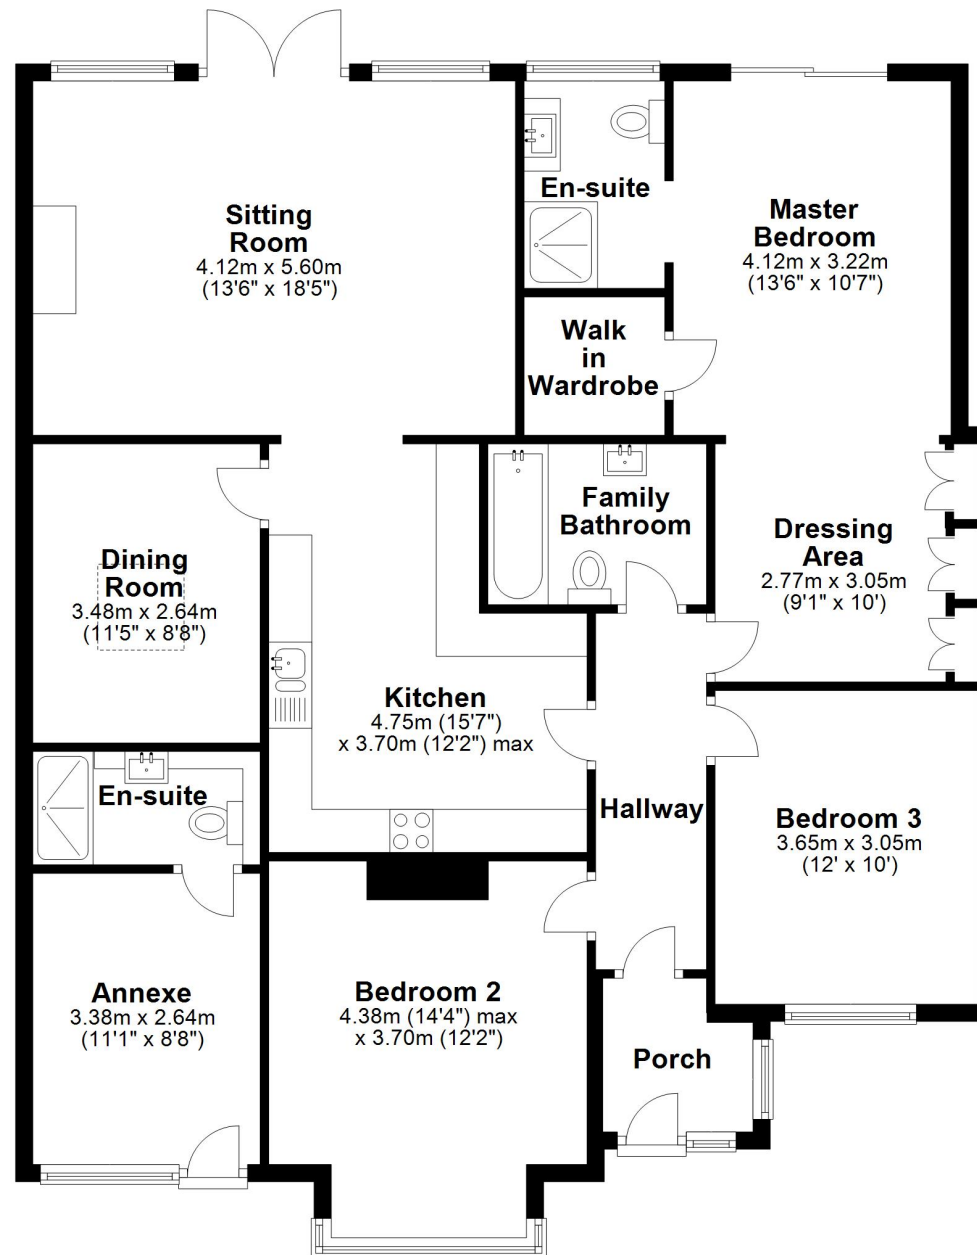 Sitting
Room
4.12m x 5.60m
(13'6" x 18'5")
En-suite
Master
Bedroom
4.12m x 3.22m
(13'6" x 10'7")
Walk
in
Wardrobe
Family
Bathroom
Dressing
Area
2.77m x 3.05m
(9'1" x 10')
Dining
Room
3.48m x 2.64m
(11'5" x 8'8")
Kitchen
4.75m (15'7")
x 3.70m (12'2") max
En-suite
Hallway
Bedroom 3
3.65m x 3.05m
(12' x 10')
Annexe
3.38m x 2.64m
(11'1" x 8'8")
Bedroom 2
4.38m (14'4") max
x 3.70m (12'2")
Porch